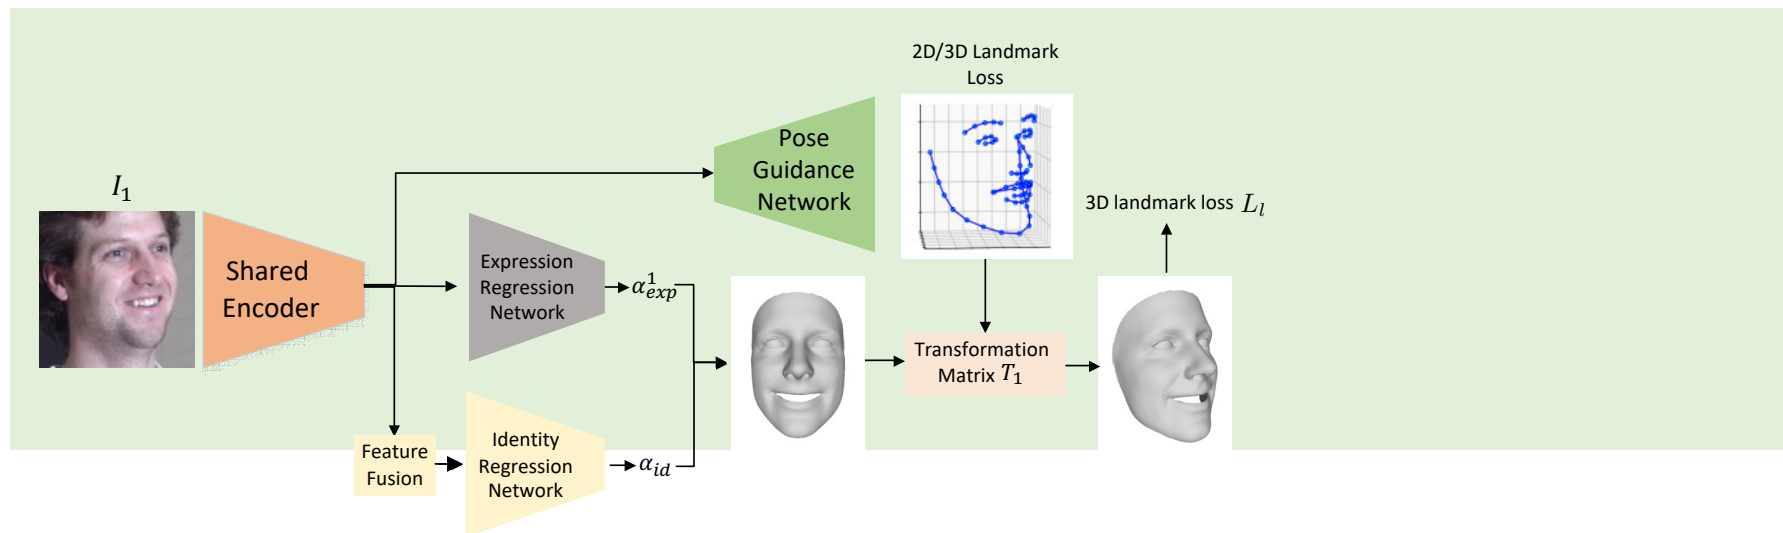 2D/3D Landmark
Loss
Pose
Guidance
Network
I₁
3D landmark loss Lₗ
Shared
Encoder
Expression
Regression
Network
α¹ₑₓₚ
Transformation
Matrix T₁
Feature
Fusion
Identity
Regression
Network
αᵢd